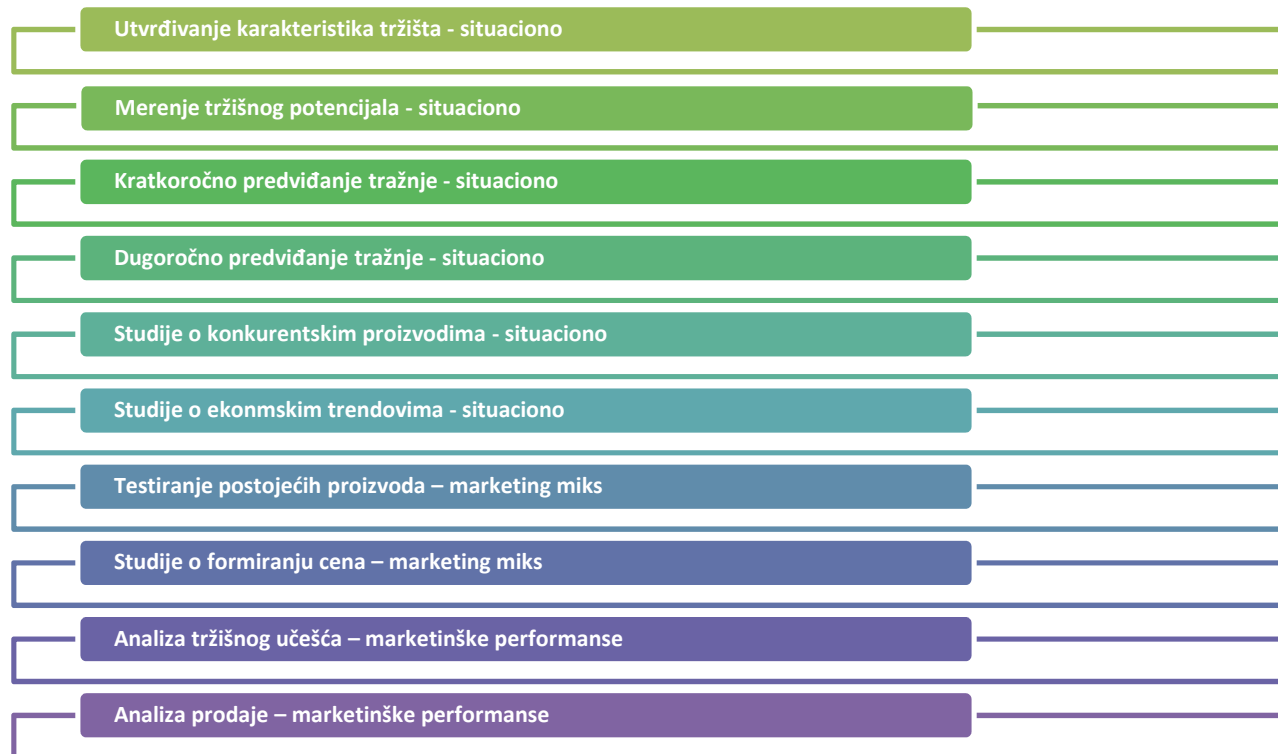 Utvrđivanje karakteristika tržišta - situaciono
Merenje tržišnog potencijala - situaciono
Kratkoročno predviđanje tražnje - situaciono
Dugoročno predviđanje tražnje - situaciono
Studije o konkurentskim proizvodima - situaciono
Studije o ekonmskim trendovima - situaciono
Testiranje postojećih proizvoda – marketing miks
Studije o formiranju cena – marketing miks
Analiza tržišnog učešća – marketinške performanse
Analiza prodaje – marketinške performanse